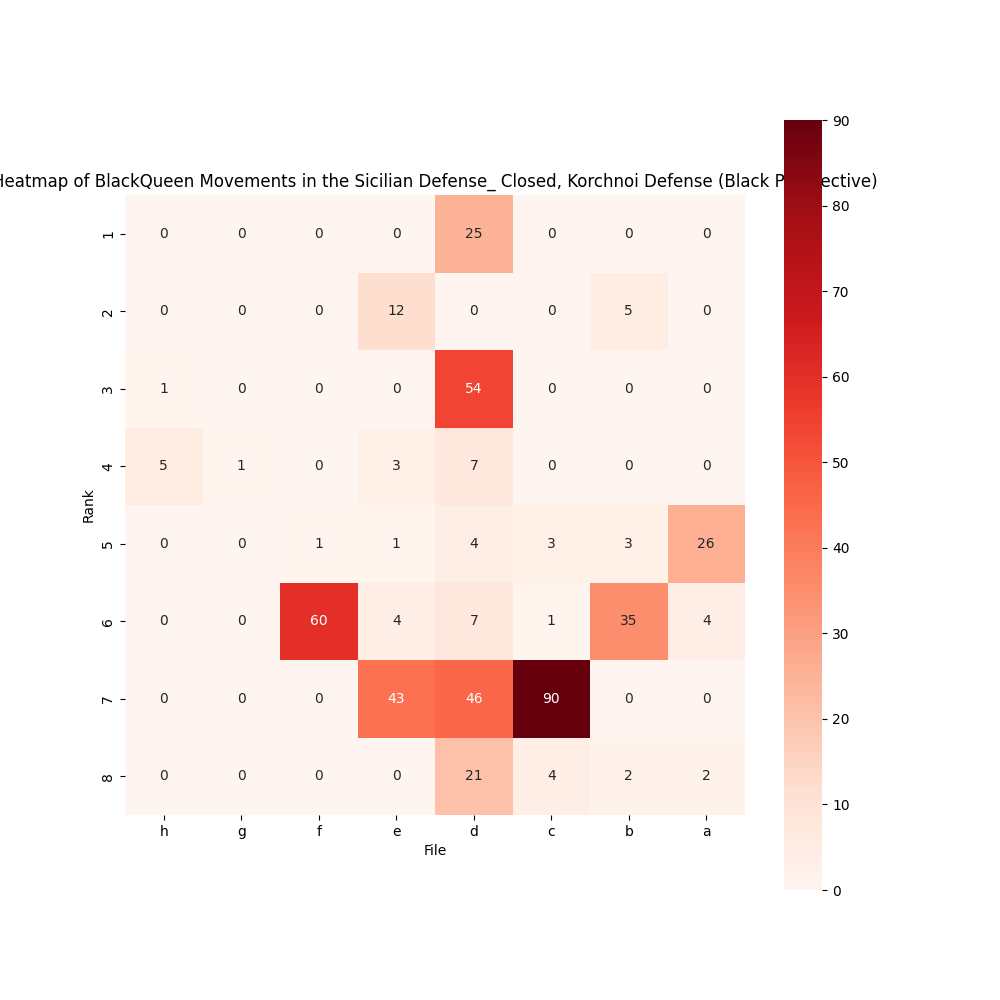 90
80
Heatmap of BlackQueen Movements in the Sicilian Defense_ Closed, Korchnoi Defense (Black
1 0 0 0 0 25 0 0 0
70
2 0 0 0 12 0 0 5 0
60
3 1 0 0 0 54 0 0 0
50
4 5 1 0 3 7 0 0 0
Rank
40
5 0 0 1 1 4 3 3 26
30
6 0 0 60 4 7 1 35 4
20
7 0 0 0 43 46 90 0 0
8 0 0 0 0 21 4 2 2
10
h g f e d c b a
File
0